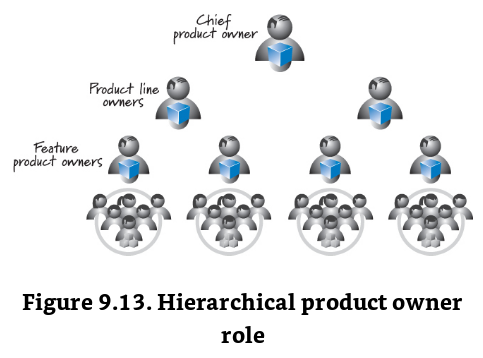 Chief
product owner
Product line
owners
Feature
product owners
Figure 9.13. Hierarchical product owner
role